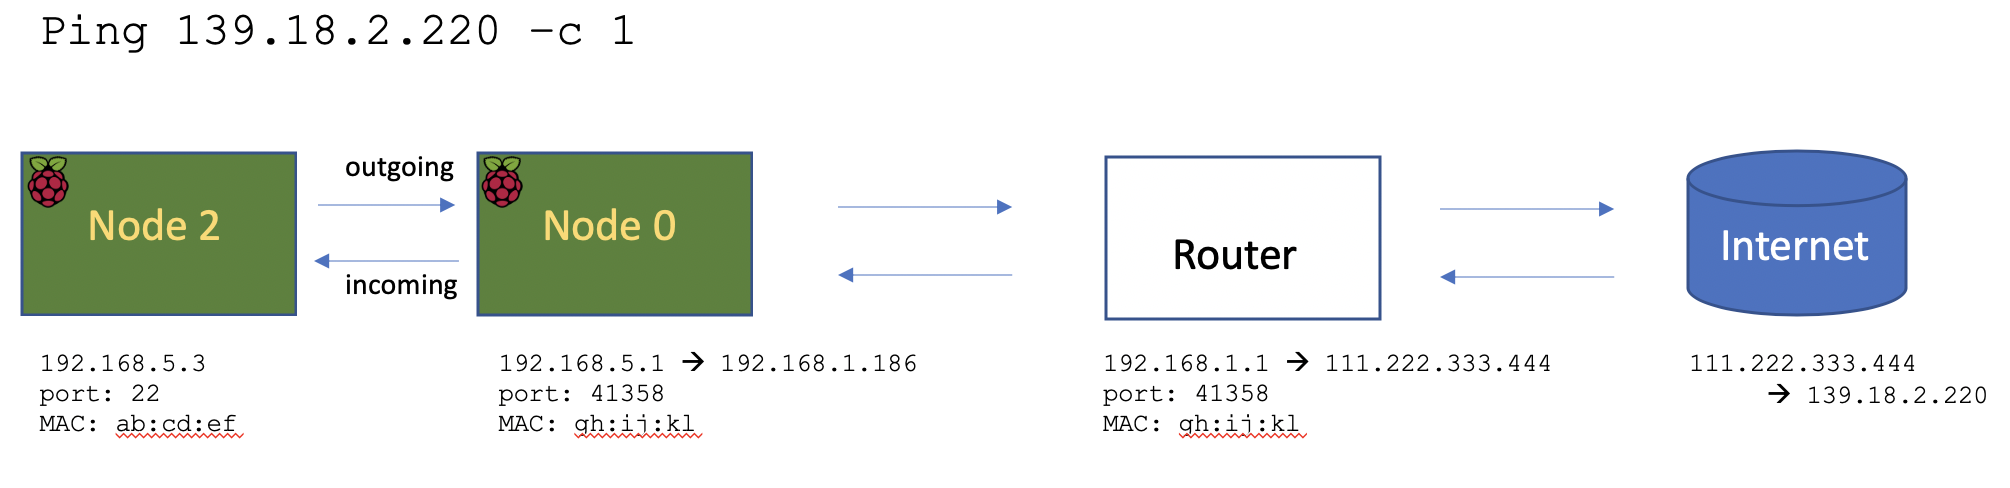 Ping 139.18.2.220 –c 1
outgoing
Node 2
Node 0
Router
Internet
incoming
192.168.5.3
port: 22
MAC: ab:cd:ef
192.168.5.1 → 192.168.1.186
port: 41358
MAC: gh:ij:kl
192.168.1.1 → 111.222.333.444
port: 41358
MAC: gh:ij:kl
111.222.333.444
→ 139.18.2.220